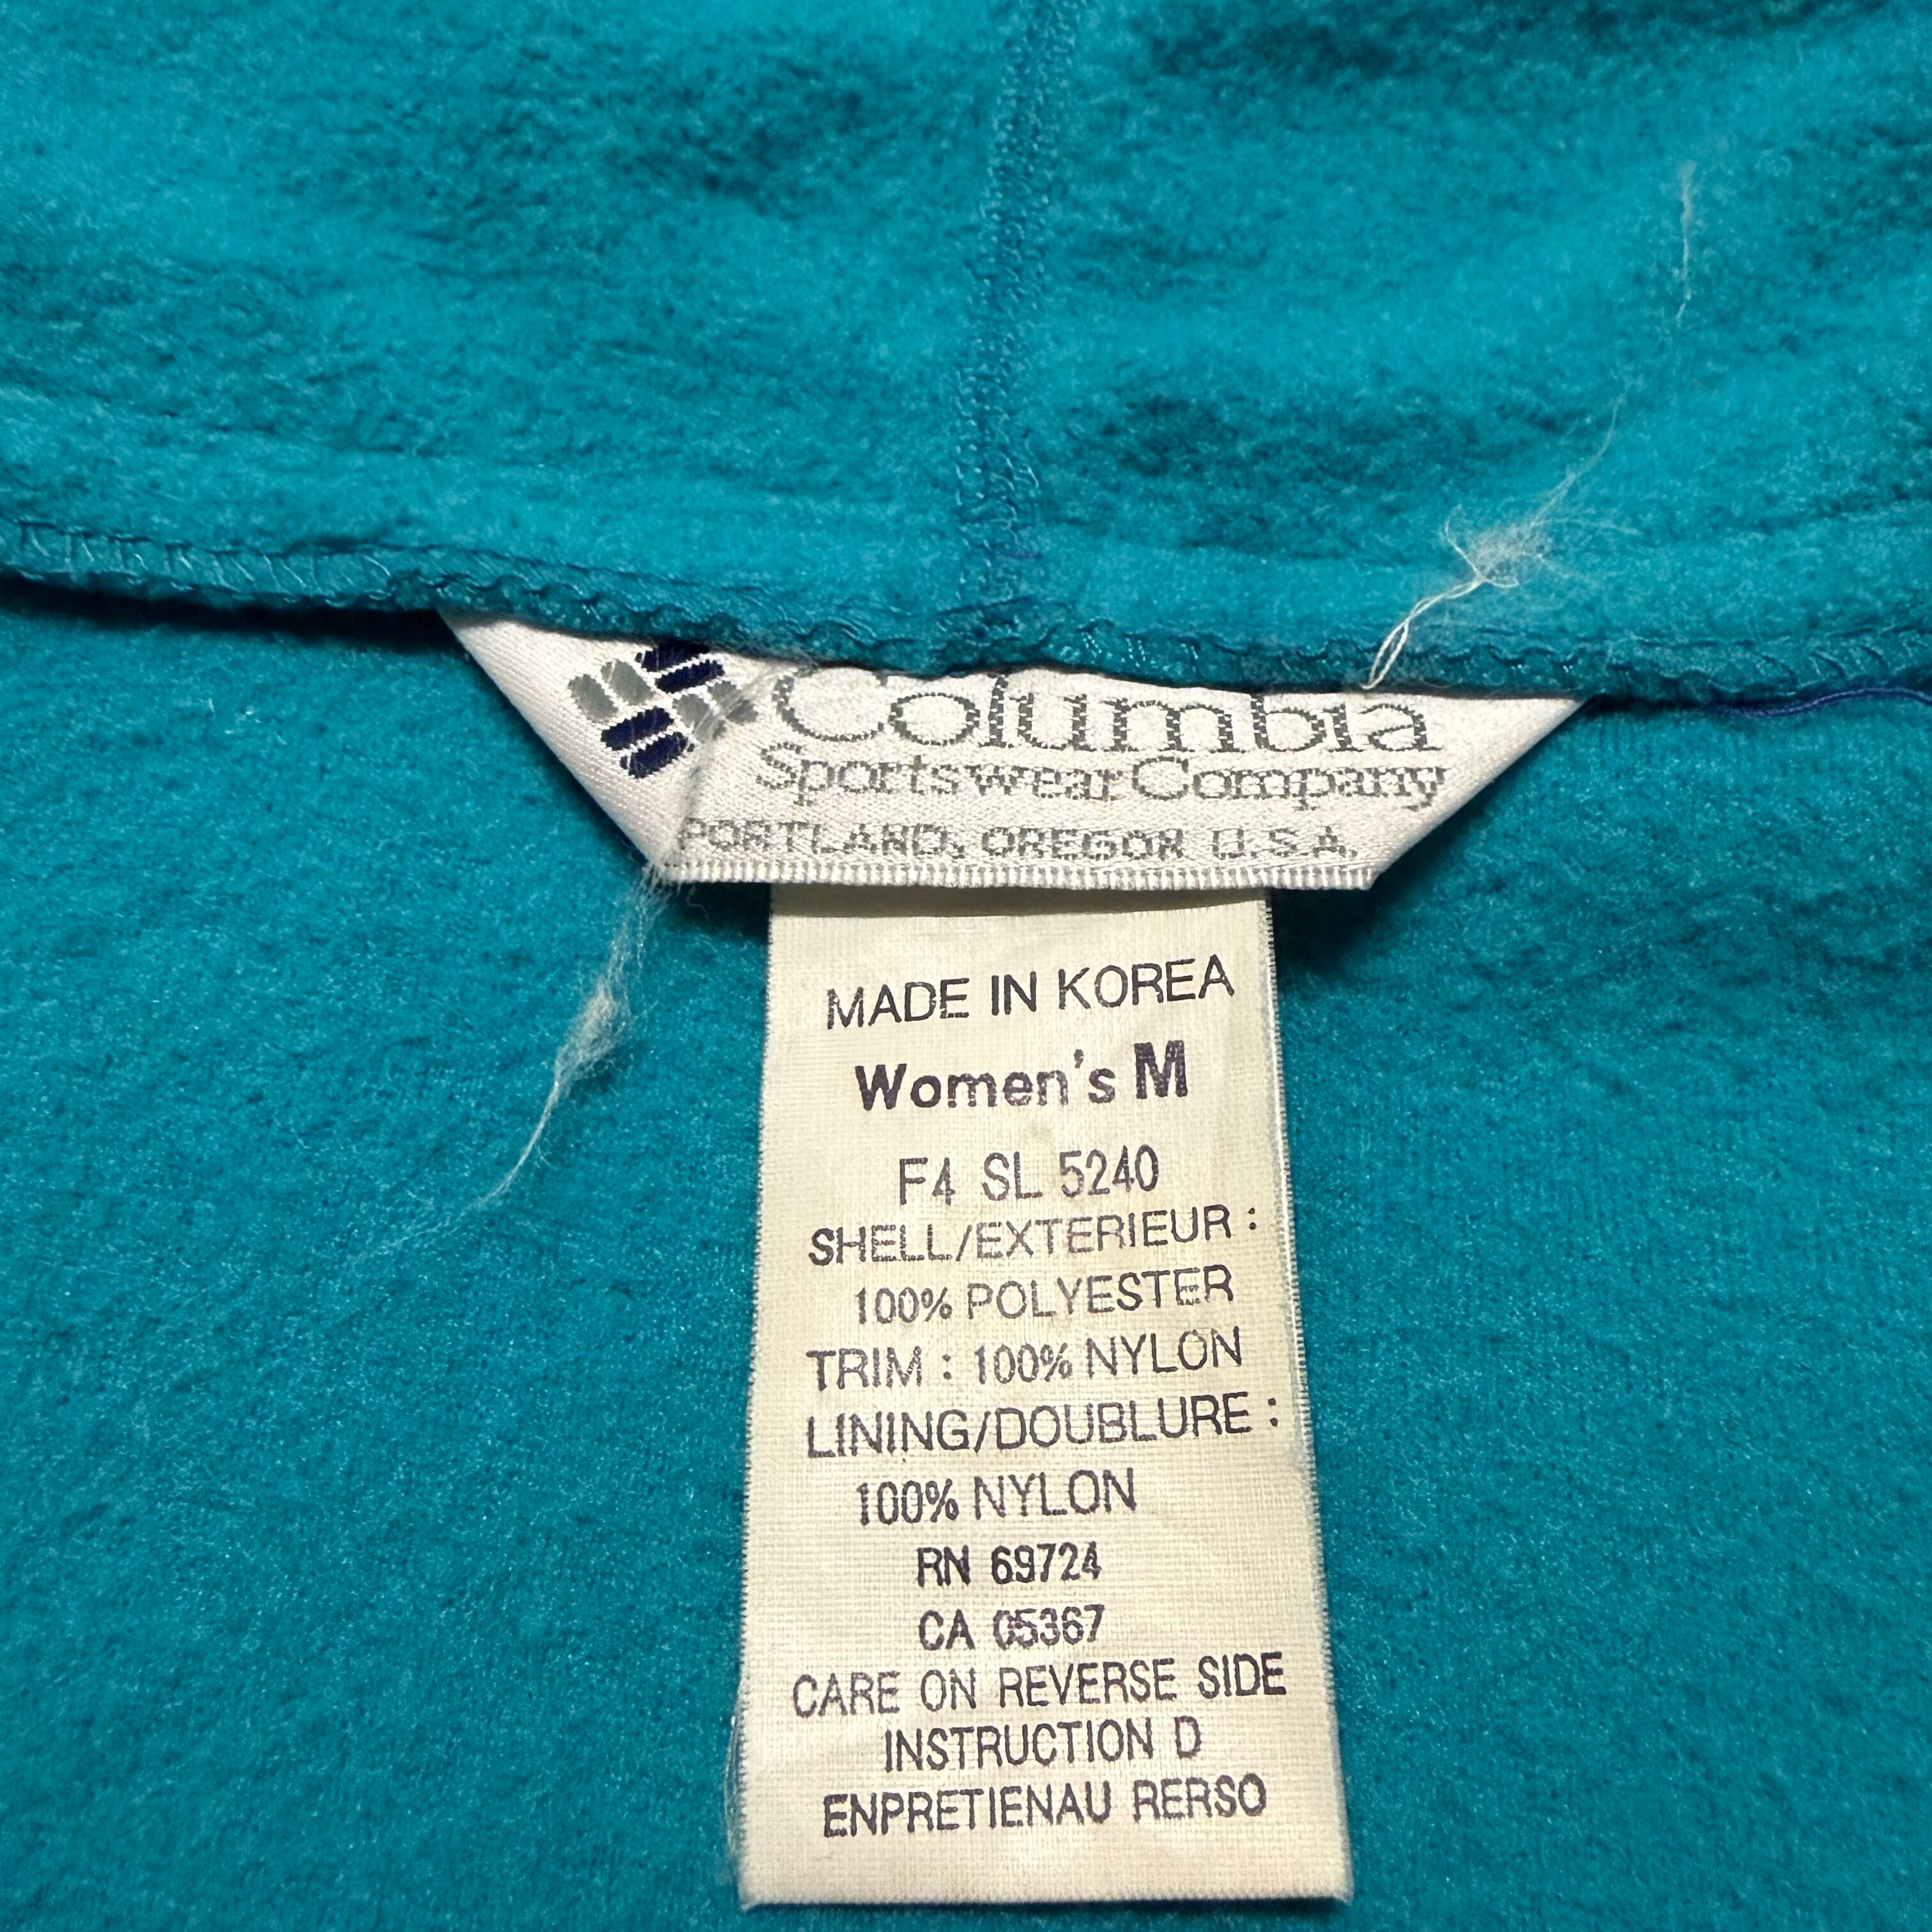 Columbia
Sportswear Company
PORTLAND, OREGON U.S.A.
MADE IN KOREA
Women's M
F4 SL 5240
SHELL/EXTERIEUR :
100% POLYESTER
TRIM : 100% NYLON
LINING/DOUBLURE :
100% NYLON
RN 69724
CA 05367
CARE ON REVERSE SIDE
INSTRUCTION D
ENPRETIENAU RERSO